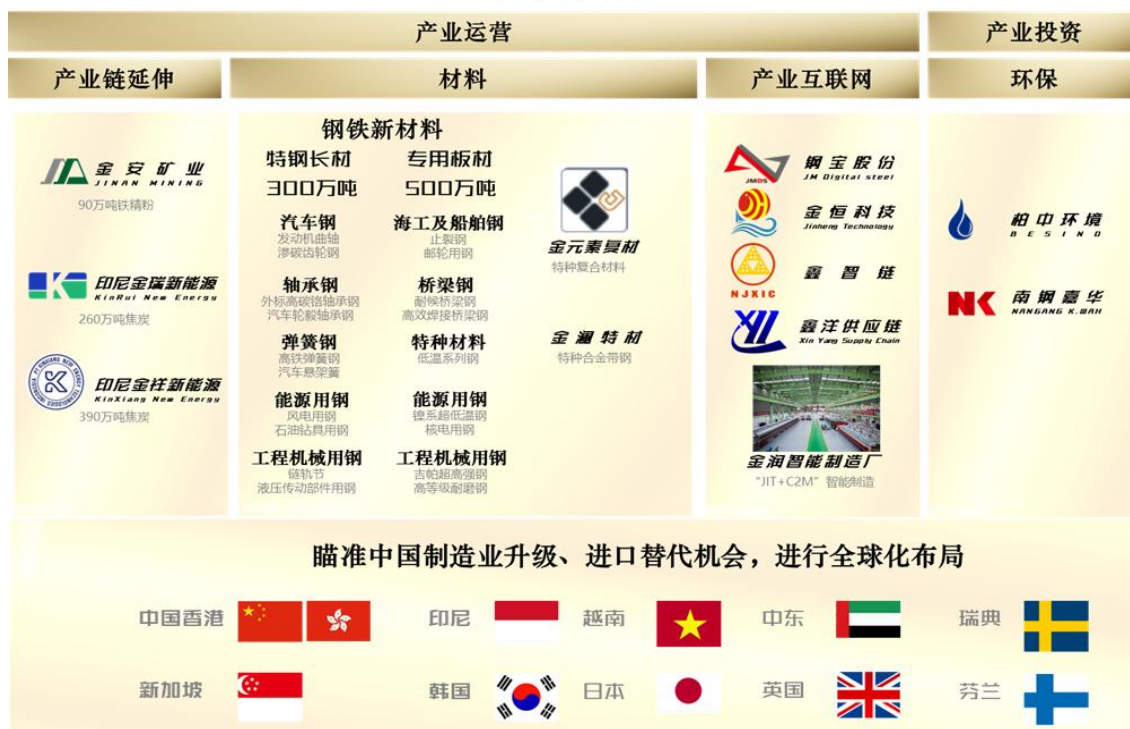 产业运营
产业投资
产业链延伸
材料
产业互联网
环保
金安矿业
JINAN MINING
90万吨铁精粉
印尼金瑞新能源
KinRui New Energy
260万吨焦炭
印尼金祥新能源
KinXiang New Energy
390万吨焦炭
钢铁新材料
特钢长材
300万吨
汽车钢
发动机曲轴
渗碳齿轮钢
轴承钢
外标高碳铬轴承钢
汽车轮毂轴承钢
弹簧钢
高铁弹簧钢
汽车悬架簧
能源用钢
风电用钢
石油钻具用钢
工程机械用钢
链轨节
液压传动部件用钢
专用板材
500万吨
海工及船舶钢
止裂钢
邮轮用钢
桥梁钢
耐候桥梁钢
高效焊接桥梁钢
特种材料
低温系列钢
能源用钢
镍系超低温钢
核电用钢
工程机械用钢
吉帕超高强钢
高等级耐磨钢
金元素复材
特种复合材料
金澜特材
特种合金带钢
JMDS
钢宝股份
JM Digital steel
金恒科技
Jinheng Technology
NJXIC
鑫智链
鑫洋供应链
Xin Yang Supply Chain
金润智能制造厂
“JIT+C2M”智能制造
柏中环境
BESINO
NK
南钢嘉华
NANGANG K.WAH
瞄准中国制造业升级、进口替代机会，进行全球化布局
中国香港
印尼
越南
中东
瑞典
新加坡
韩国
日本
英国
芬兰